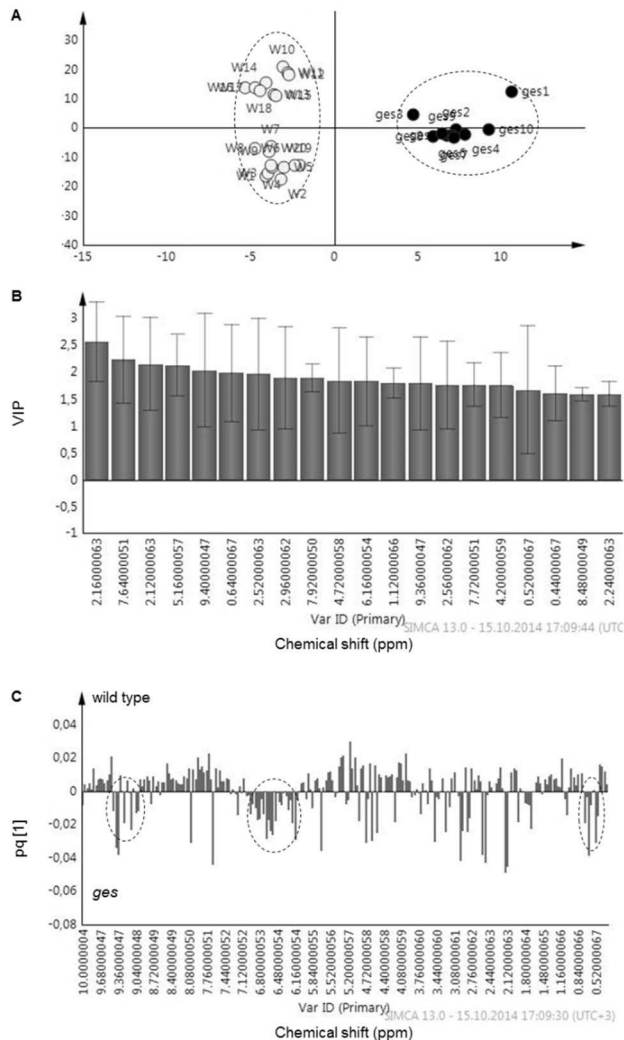 A
30
20
10
0
-10
-20
-30
-40
-15
-10
-5
0
5
10
W10
W14
W12
W15
W18
W7
W8
W6
W3
W5
W4
W2
ges1
ges3
ges2
ges10
ges4
ges7
B
VIP
3
2,5
2
1,5
1
0,5
0
-0,5
-1
2.16000063
7.64000051
2.12000063
5.16000057
9.40000047
0.64000067
2.52000063
2.96000062
7.92000050
4.72000058
6.16000054
1.12000066
9.36000047
2.56000062
7.72000051
4.20000059
0.52000067
0.44000067
8.48000049
2.24000063
Var ID (Primary)
SIMCA 13.0 - 15.10.2014 17:09:44 (UTC
Chemical shift (ppm)
C
wild type
pq[1]
0,04
0,02
0
-0,02
-0,04
-0,06
-0,08
ges
10.0000004
9.68000047
9.36000047
9.04000048
8.72000049
8.40000049
8.08000050
7.76000051
7.44000052
7.12000052
6.80000053
6.48000054
6.16000054
5.84000055
5.52000056
5.20000057
4.72000058
4.40000058
4.08000059
3.76000060
3.44000060
3.08000061
2.76000062
2.44000063
2.12000063
1.80000064
1.48000065
1.16000066
0.84000066
0.52000067
Var ID (Primary)
SIMCA 13.0 - 15.10.2014 17:09:30 (UTC+3)
Chemical shift (ppm)